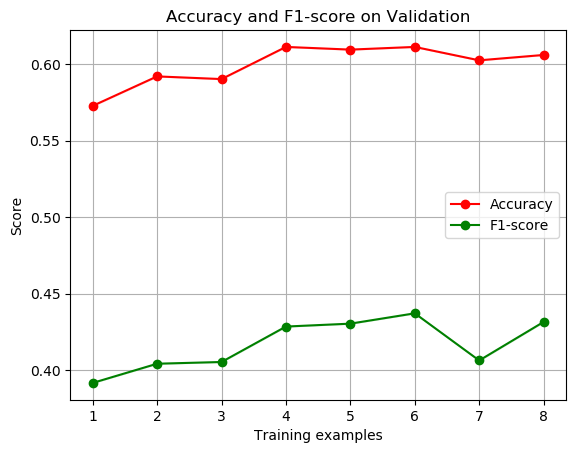 Accuracy and F1-score on Validation
Score
0.60
0.55
0.50
0.45
0.40
Accuracy
F1-score
1 2 3 4 5 6 7 8
Training examples